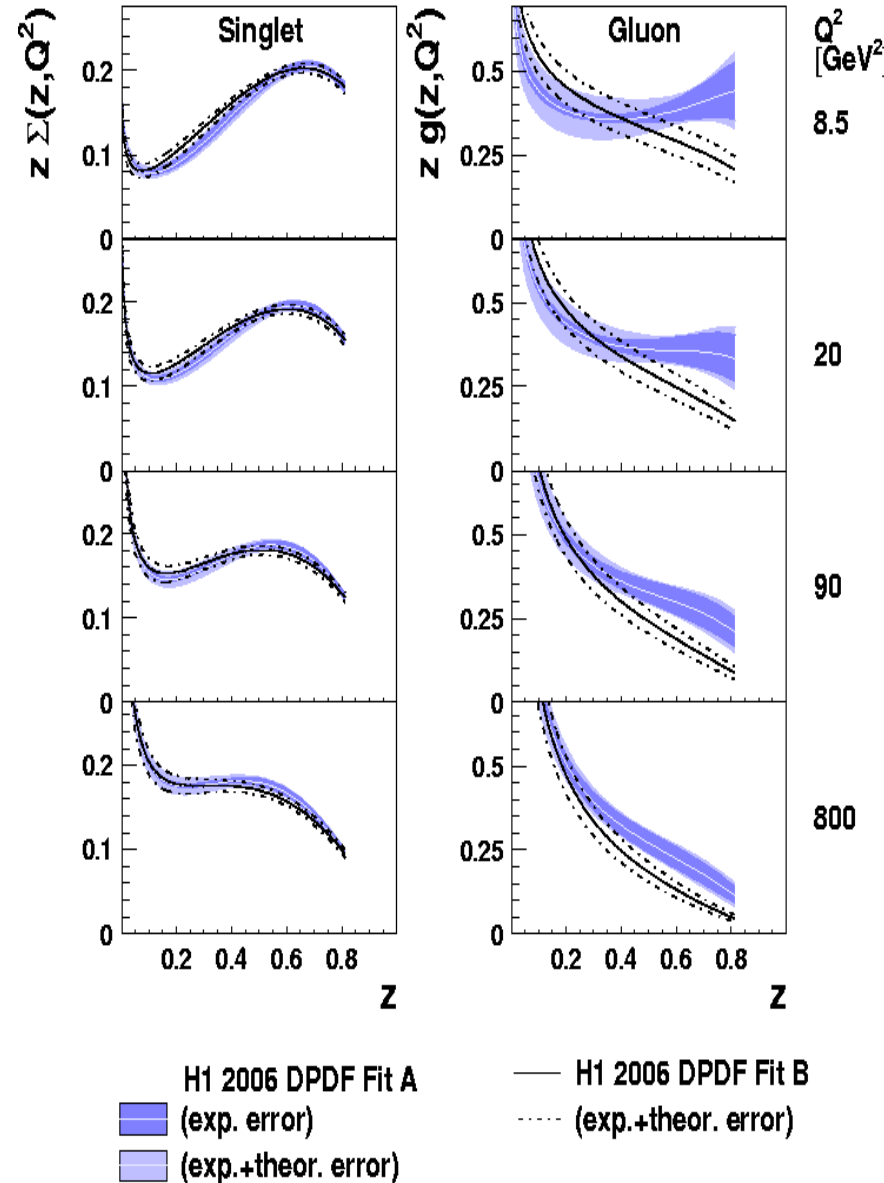 z Σ(z,Q²)
Singlet
z g(z,Q²)
Gluon
Q²
[GeV²]
0.2
0.1
0
0.5
0.25
0
8.5
0.2
0.1
0
0.5
0.25
0
20
0.2
0.1
0
0.5
0.25
0
90
0.2
0.1
0
0.5
0.25
0
800
0.2 0.4 0.6 0.8
z
0.2 0.4 0.6 0.8
z
H1 2006 DPDF Fit A
(exp. error)
(exp.+theor. error)
H1 2006 DPDF Fit B
(exp.+theor. error)